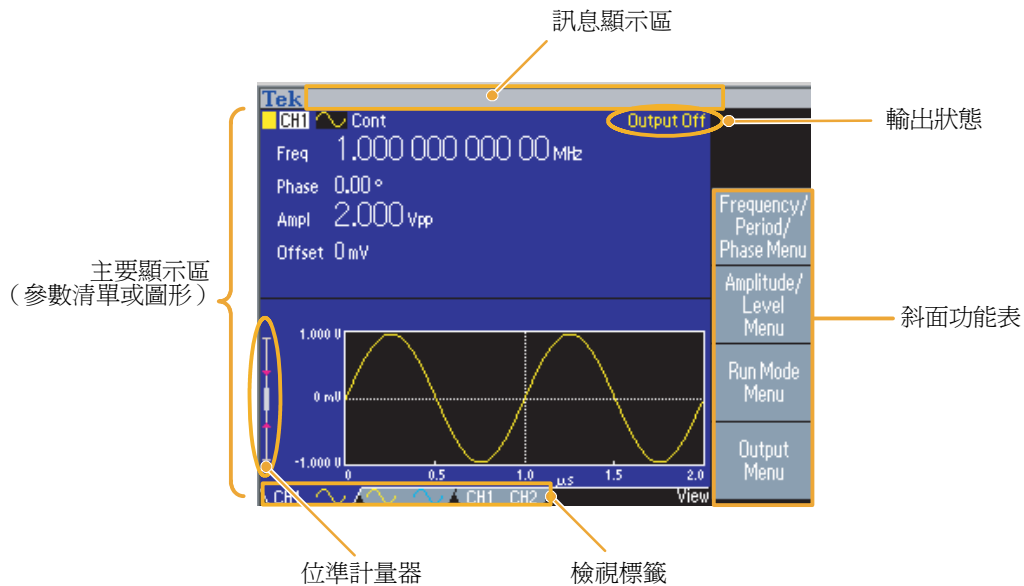 訊息顯示區
Tek
CH1 Cont Output Off
輸出狀態
Freq 1.000 000 000 00 MHz
Phase 0.00 °
Ampl 2.000 Vpp
Offset 0 mV
Frequency/
Period/
Phase Menu
Amplitude/
Level
Menu
Run Mode
Menu
Output
Menu
主要顯示區
（參數清單或圖形）
斜面功能表
1.000 V
0 mV
-1.000 V
0 0.5 1.0 μs 1.5 2.0
CH1 CH1 CH2 View
位準計量器
檢視標籤